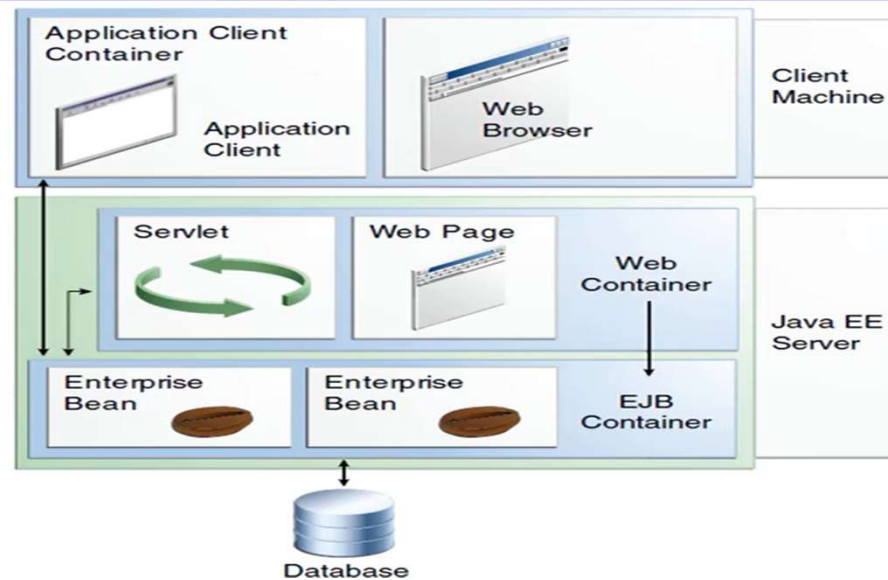 Application Client
Container
Application
Client
Web
Browser
Client
Machine
Servlet
Web Page
Web
Container
Java EE
Server
Enterprise
Bean
Enterprise
Bean
EJB
Container
Database